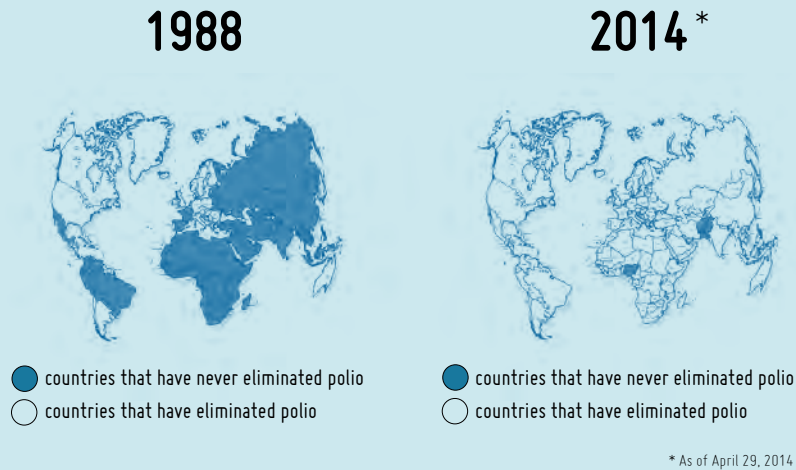 1988
2014*
countries that have never eliminated polio
countries that have eliminated polio
countries that have never eliminated polio
countries that have eliminated polio
* As of April 29, 2014